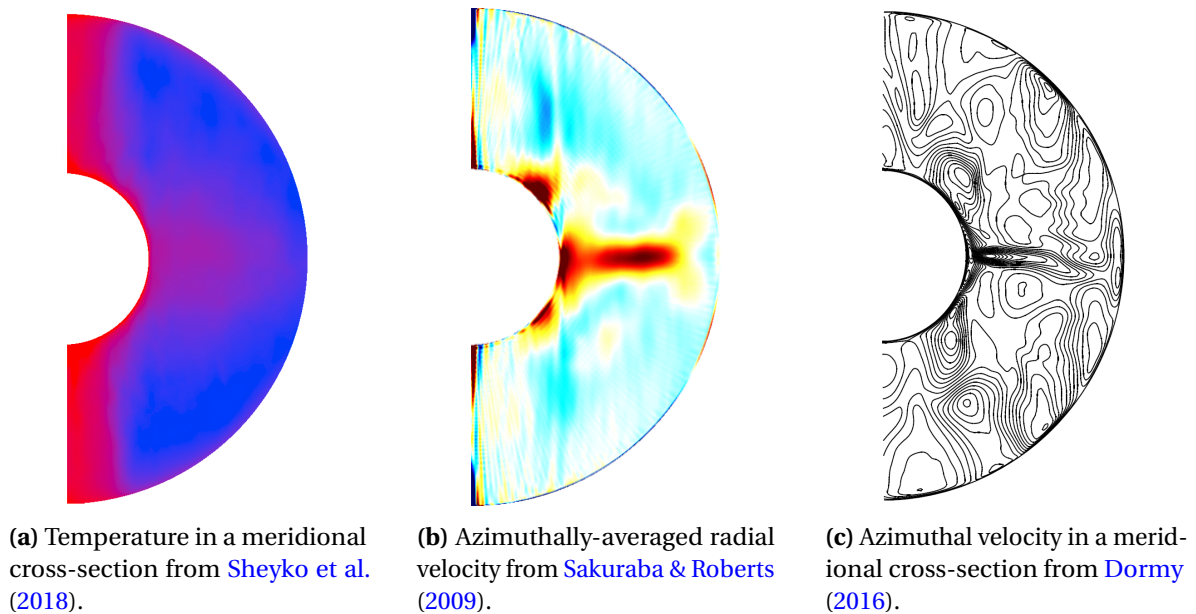 (a) Temperature in a meridional
cross-section from Sheyko et al.
(2018).
(b) Azimuthally-averaged radial
velocity from Sakuraba & Roberts
(2009).
(c) Azimuthal velocity in a merid-
ional cross-section from Dormy
(2016).